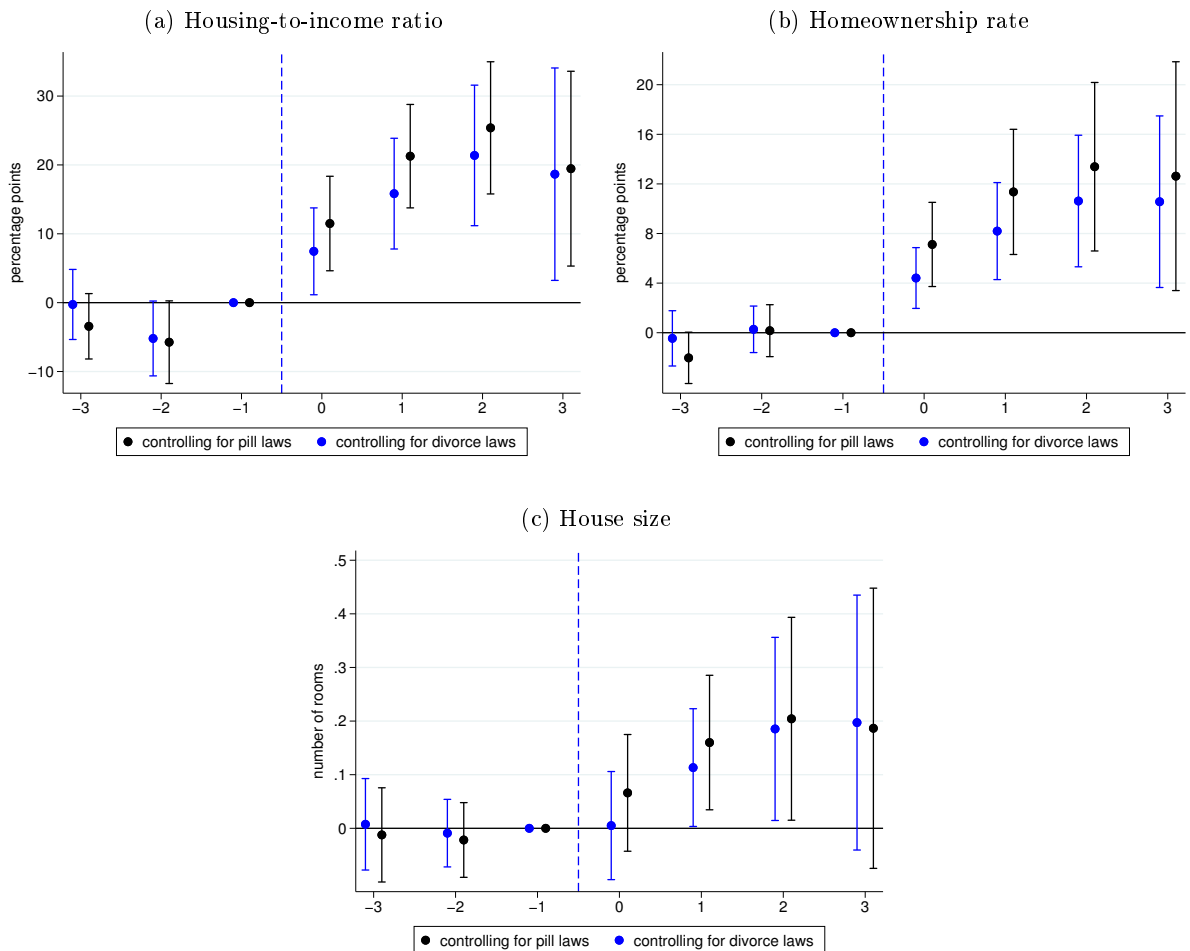 (a) Housing-to-income ratio
percentage points
30
20
10
0
−10
−3 −2 −1 0 1 2 3
controlling for pill laws controlling for divorce laws
(b) Homeownership rate
percentage points
20
16
12
8
4
0
−3 −2 −1 0 1 2 3
controlling for pill laws controlling for divorce laws
(c) House size
number of rooms
.5
.4
.3
.2
.1
0
−3 −2 −1 0 1 2 3
controlling for pill laws controlling for divorce laws